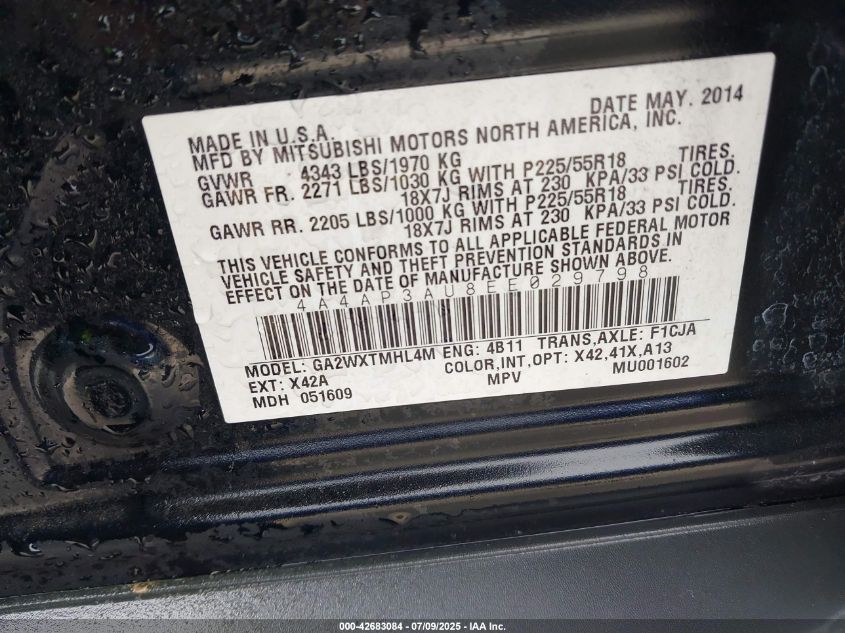 DATE MAY. 2014
MADE IN U.S.A.
MFD BY MITSUBISHI MOTORS NORTH AMERICA, INC.
GVWR 4343 LBS/1970 KG
GAWR FR. 2271 LBS/1030 KG WITH P225/55R18 TIRES,
18X7J RIMS AT 230 KPA/33 PSI COLD.
GAWR RR. 2205 LBS/1000 KG WITH P225/55R18 TIRES,
18X7J RIMS AT 230 KPA/33 PSI COLD.
THIS VEHICLE CONFORMS TO ALL APPLICABLE FEDERAL MOTOR
VEHICLE SAFETY AND THEFT PREVENTION STANDARDS IN
EFFECT ON THE DATE OF MANUFACTURE SHOWN ABOVE.
4A4AP3AU8EE029798
MODEL: GA2WXTMHL4M ENG: 4B11 TRANS,AXLE: F1CJA
EXT: X42A COLOR,INT,OPT: X42,41X,A13
MDH 051609 MPV MU001602
000-42683084 / 07/09/2025 - IAA Inc.